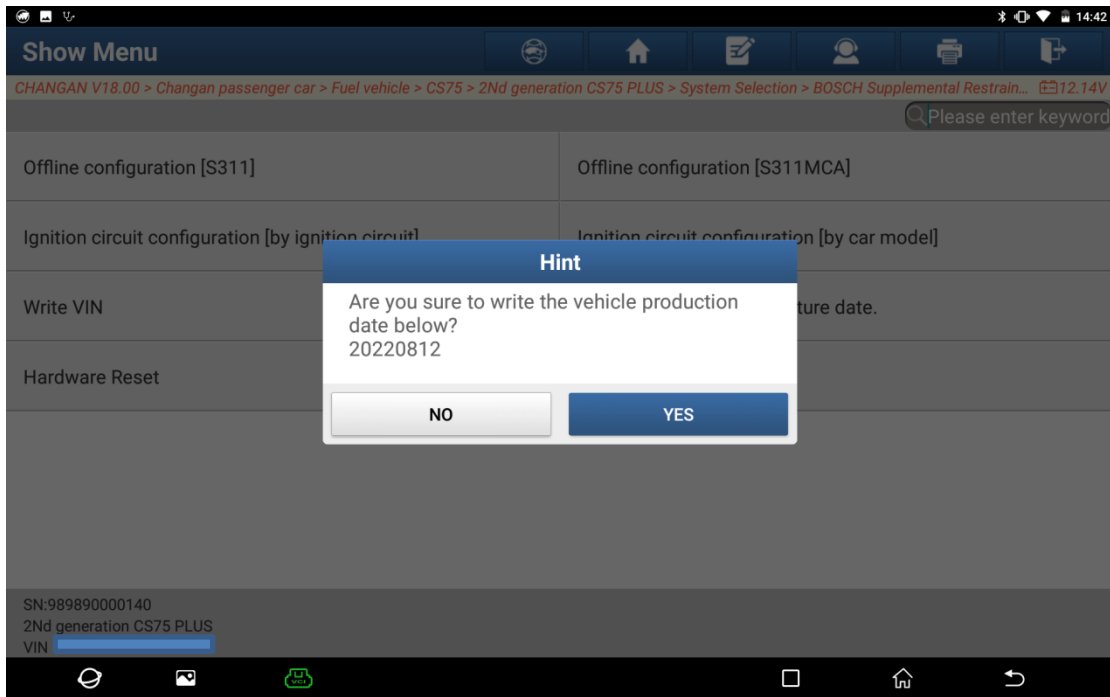 14:42
Show Menu
CHANGAN V18.00 > Changan passenger car > Fuel vehicle > CS75 > 2Nd generation CS75 PLUS > System Selection > BOSCH Supplemental Restrain... 12.14V
Please enter keyword
Offline configuration [S311]
Offline configuration [S311MCA]
Ignition circuit configuration [by ignition circuit]
Ignition circuit configuration [by car model]
Hint
Write VIN
Are you sure to write the vehicle production
date below?
20220812
ture date.
Hardware Reset
NO
YES
SN:989890000140
2Nd generation CS75 PLUS
VIN
VCI